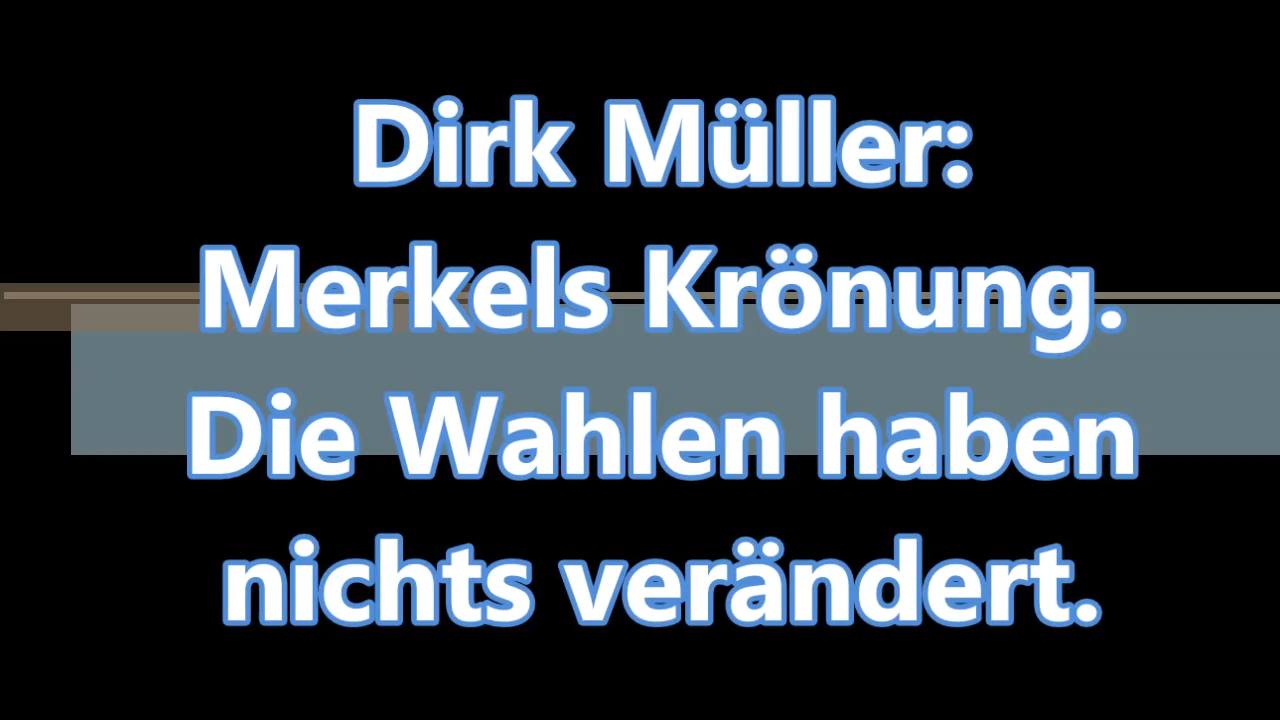 Dirk Müller:
Merkels Krönung.
Die Wahlen haben
nichts verändert.